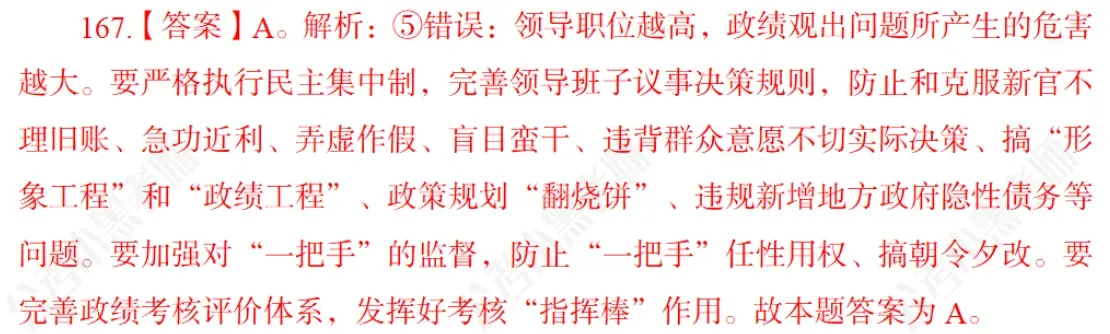 167.【答案】A。解析：⑤错误：领导职位越高，政绩观出问题所产生的危害
越大。要严格执行民主集中制，完善领导班子议事决策规则，防止和克服新官不
理旧账、急功近利、弄虚作假、盲目蛮干、违背群众意愿不切实际决策、搞“形
象工程”和“政绩工程”、政策规划“翻烧饼”、违规新增地方政府隐性债务等
问题。要加强对“一把手”的监督，防止“一把手”任性用权、搞朝令夕改。要
完善政绩考核评价体系，发挥好考核“指挥棒”作用。故本题答案为 A。